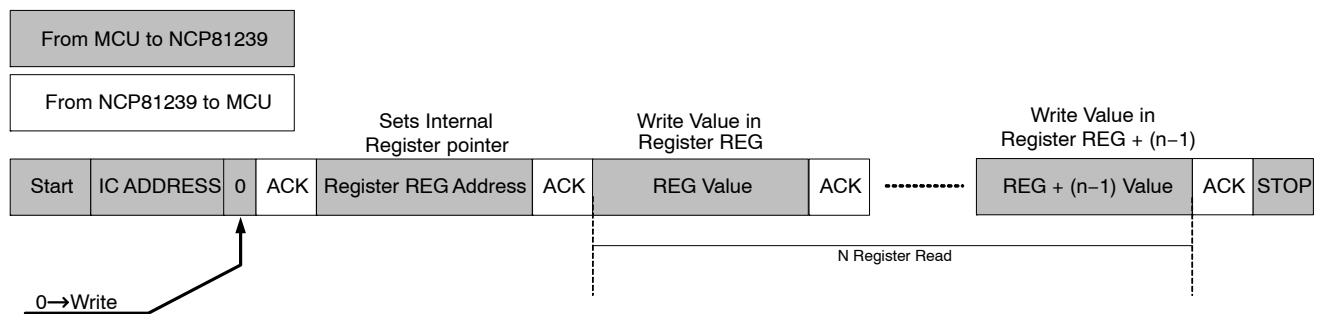 From MCU to NCP81239
From NCP81239 to MCU
Sets Internal
Register pointer
Write Value in
Register REG
Write Value in
Register REG + (n−1)
Start IC ADDRESS 0 ACK Register REG Address ACK REG Value ACK REG + (n−1) Value ACK STOP
N Register Read
0→Write